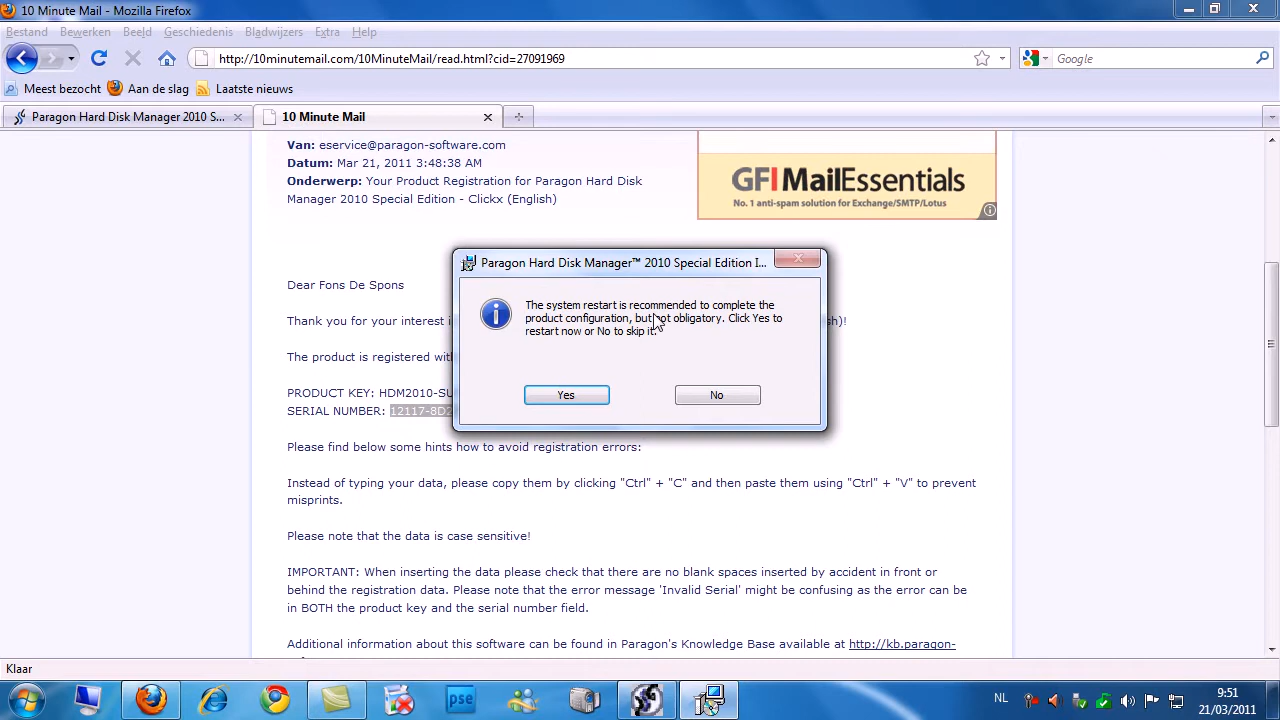 10 Minute Mail - Mozilla Firefox
Bestand Bewerken Beeld Geschiedenis Bladwijzers Extra Help
http://10minutemail.com/10MinuteMail/read.html?cid=27091969
Google
Meest bezocht Aan de slag Laatste nieuws
Paragon Hard Disk Manager 2010 S...
10 Minute Mail
Van: eservice@paragon-software.com
Datum: Mar 21, 2011 3:48:38 AM
Onderwerp: Your Product Registration for Paragon Hard Disk
Manager 2010 Special Edition - Clickx (English)
GFI MailEssentials
No. 1 anti-spam solution for Exchange/SMTP/Lotus
Dear Fons De Spons
Thank you for your interest i
sh)!
The product is registered wit
PRODUCT KEY: HDM2010-SU
SERIAL NUMBER: 12117-8D2
Paragon Hard Disk Manager™ 2010 Special Edition I...
The system restart is recommended to complete the
product configuration, but not obligatory. Click Yes to
restart now or No to skip it.
Yes
No
Please find below some hints how to avoid registration errors:
Instead of typing your data, please copy them by clicking "Ctrl" + "C" and then paste them using "Ctrl" + "V" to prevent
misprints.
Please note that the data is case sensitive!
IMPORTANT: When inserting the data please check that there are no blank spaces inserted by accident in front or
behind the registration data. Please note that the error message 'Invalid Serial' might be confusing as the error can be
in BOTH the product key and the serial number field.
Additional information about this software can be found in Paragon's Knowledge Base available at http://kb.paragon-
Klaar
pse
NL
9:51
21/03/2011